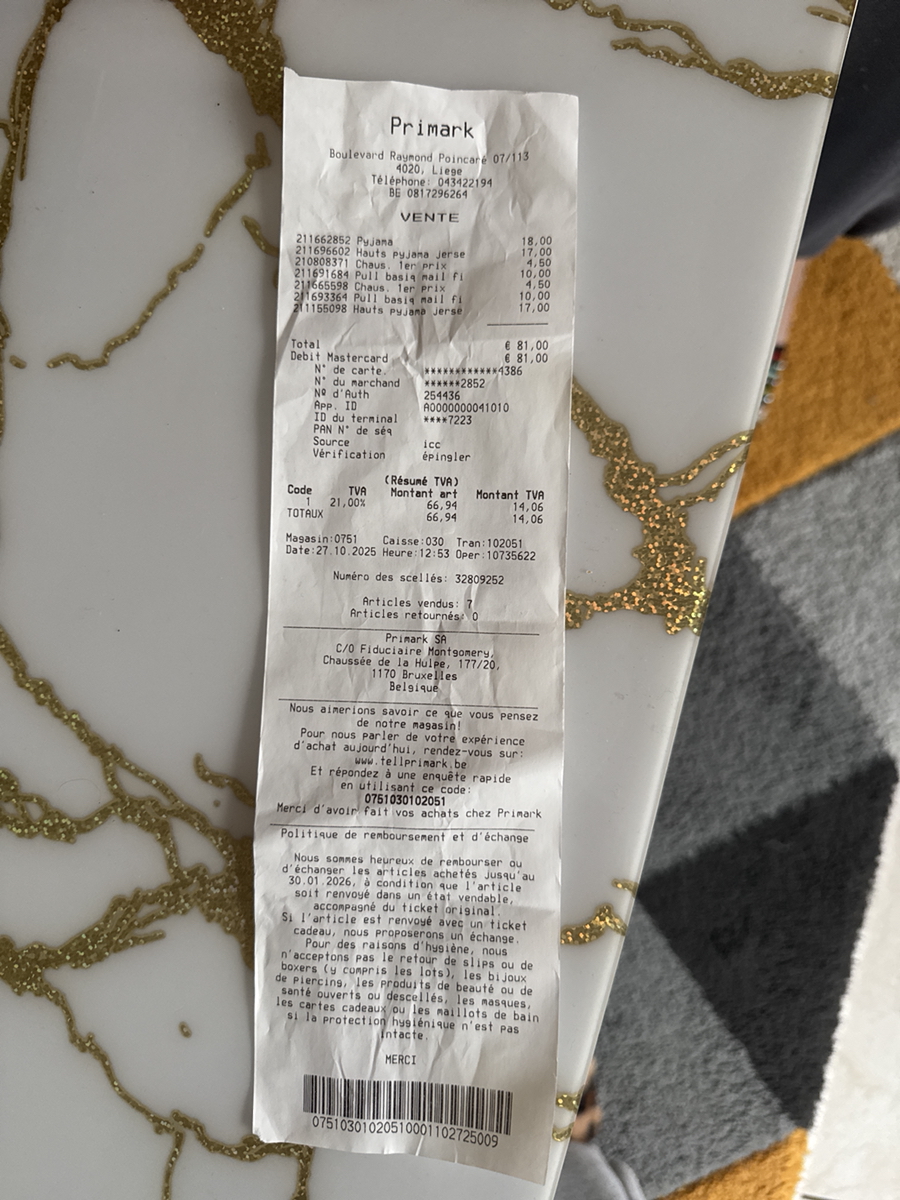 Primark
Boulevard Raymond Poincaré 07/113
4020, Liege
Téléphone: 043422194
BE 0817296264
VENTE
211662852 Pyjama 18,00
211696602 Hauts pyjama jerse 17,00
210808371 Chaus. 1er prix 4,50
211691684 Pull basiq mail fi 10,00
211665598 Chaus. 1er prix 4,50
211693364 Pull basiq mail fi 10,00
211155098 Hauts pyjama jerse 17,00
Total € 81,00
Debit Mastercard € 81,00
N° de carte. ************4386
N° du marchand ******2852
Nº d'Auth 254436
App. ID A0000000041010
ID du terminal ****7223
PAN N° de séq
Source icc
Vérification épingler
(Résumé TVA)
Code TVA Montant art Montant TVA
1 21,00% 66,94 14,06
TOTAUX 66,94 14,06
Magasin:0751 Caisse:030 Tran:102051
Date:27.10.2025 Heure:12:53 Oper:10735622
Numéro des scellés: 32809252
Articles vendus: 7
Articles retournés: 0
Primark SA
C/O Fiduciaire Montgomery,
Chaussée de la Hulpe, 177/20,
1170 Bruxelles
Belgique
Nous aimerions savoir ce que vous pensez
de notre magasin!
Pour nous parler de votre expérience
d'achat aujourd'hui, rendez-vous sur:
www.tellprimark.be
Et répondez à une enquête rapide
en utilisant ce code:
0751030102051
Merci d'avoir fait vos achats chez Primark
Politique de remboursement et d'échange
Nous sommes heureux de rembourser ou
d'échanger les articles achetés jusqu'au
30.01.2026, à condition que l'article
soit renvoyé dans un état vendable,
accompagné du ticket original.
Si l'article est renvoyé avec un ticket
cadeau, nous proposerons un échange.
Pour des raisons d'hygiène, nous
n'acceptons pas le retour de slips ou de
boxers (y compris les lots), les bijoux
de piercing, les produits de beauté ou de
santé ouverts ou descellés, les masques,
les cartes cadeaux ou les maillots de bain
si la protection hygiénique n'est pas
intacte.
MERCI
07510301020510001102725009